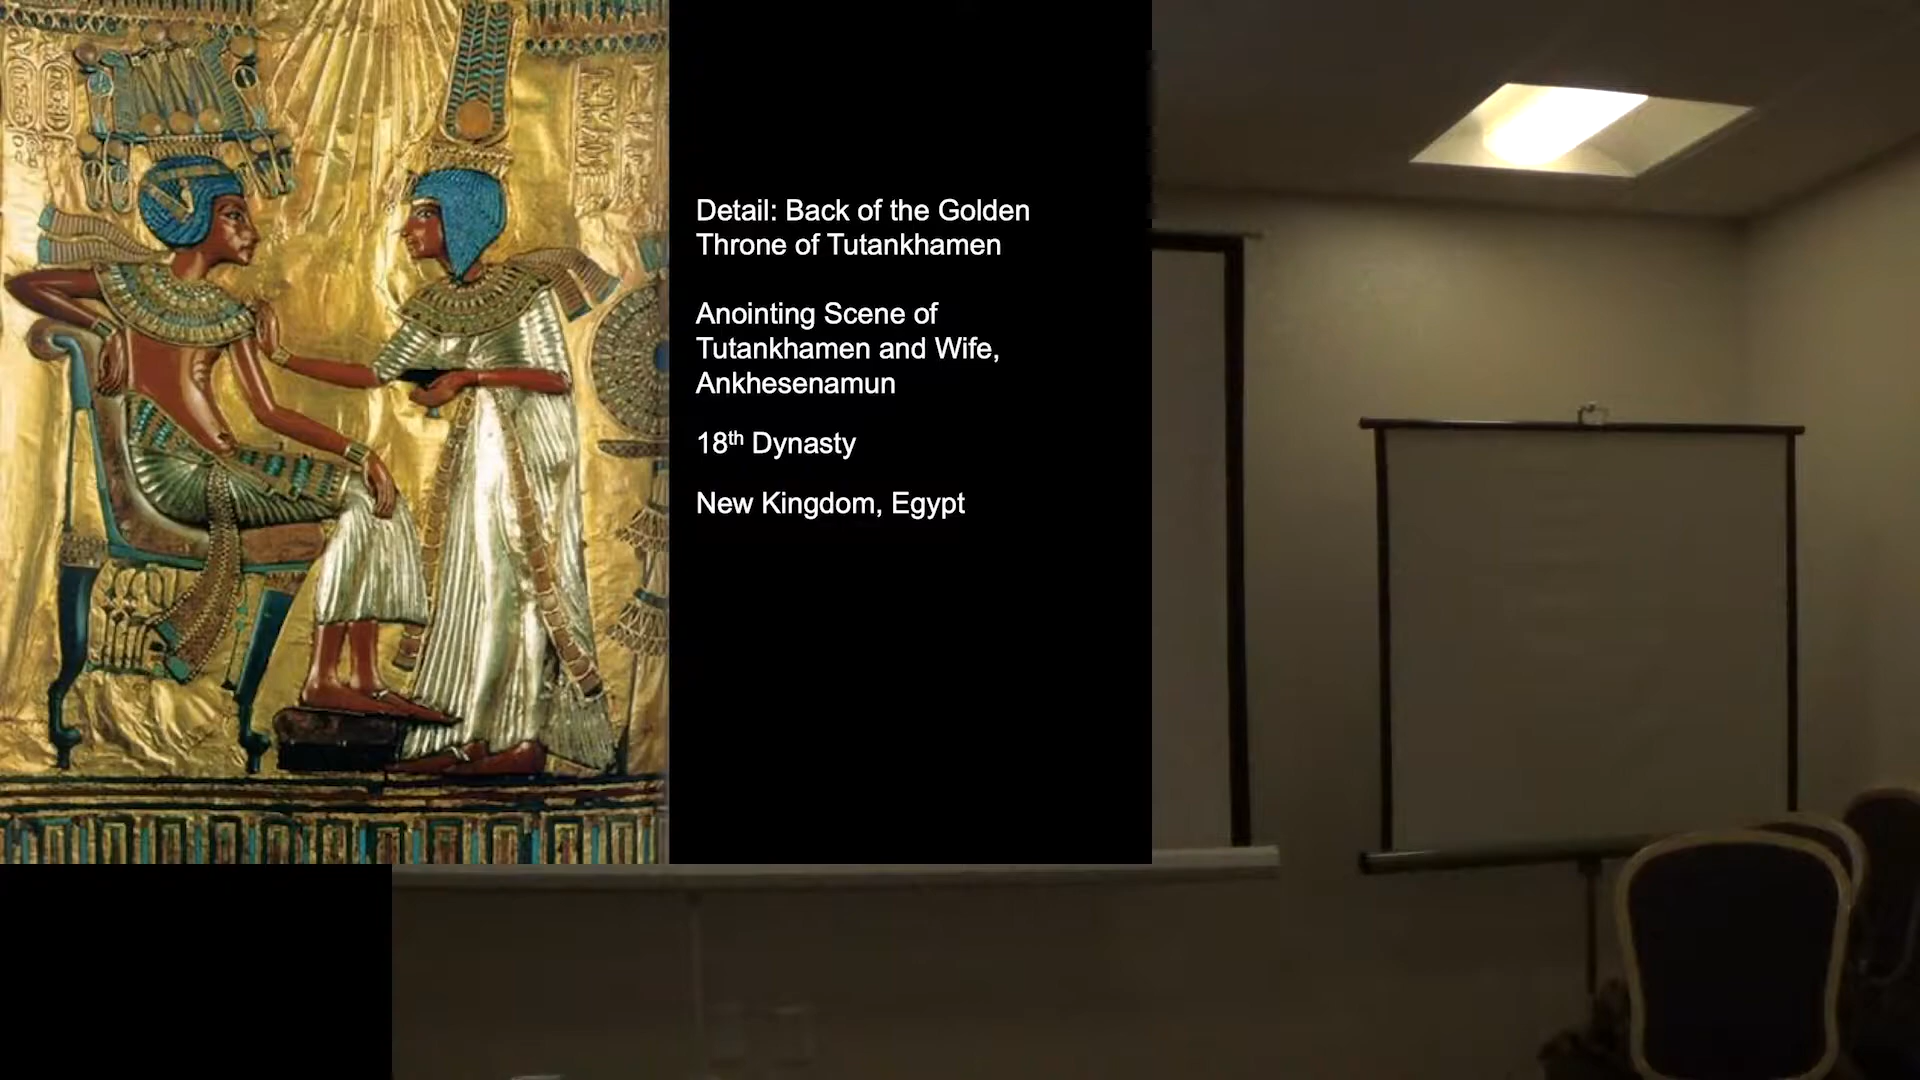 Detail: Back of the Golden
Throne of Tutankhamen
Anointing Scene of
Tutankhamen and Wife,
Ankhesenamun
18th Dynasty
New Kingdom, Egypt